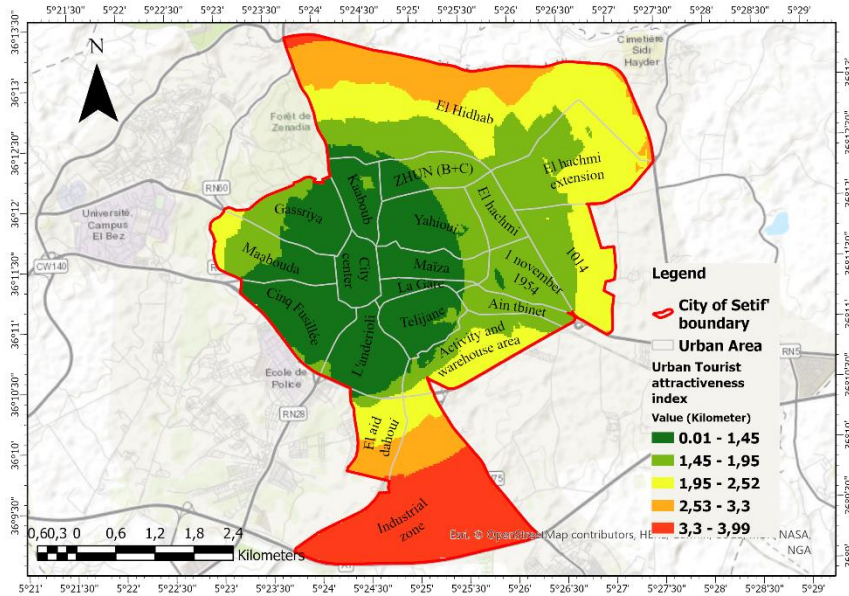 5°21'30" 5°22' 5°22'30" 5°23' 5°23'30" 5°24' 5°24'30" 5°25' 5°25'30" 5°26' 5°26'30" 5°27' 5°27'30" 5°28' 5°28'30" 5°29'
36°13'30"
36°13'
36°12'30"
36°12'
36°11'30"
36°11'
36°10'30"
36°10'
36°9'30"
N
Cimetière
Sidi
Hayder
Forêt de
Zenadia
El Hidhab
RN60
Université.
Campus
El Bez
CW140
Kaaboub
ZHUN (B+C)
El hachmi
extension
Gassriya
Yahioui
El hachmi
Maabouda
City
center
Maïza
La Gare
1 november
1954
1014
Cinq Fusillée
Telijane
Ain tbinet
L'anderioli
Activity and
warehouse area
École de
Police
RN28
RN5
El aid
dahoui
Industrial
zone
75
Legend
City of Setif'
boundary
Urban Area
Urban Tourist
attractiveness
index
Value (Kilometer)
0.01 - 1,45
1,45 - 1,95
1,95 - 2,52
2,53 - 3,3
3,3 - 3,99
0,60,3 0 0,6 1,2 1,8 2,4
Kilometers
Esri, © OpenStreetMap contributors, NASA,
NGA
5°21' 5°21'30" 5°22' 5°22'30" 5°23' 5°23'30" 5°24' 5°24'30" 5°25' 5°25'30" 5°26' 5°26'30" 5°27' 5°27'30" 5°28' 5°28'30" 5°29'